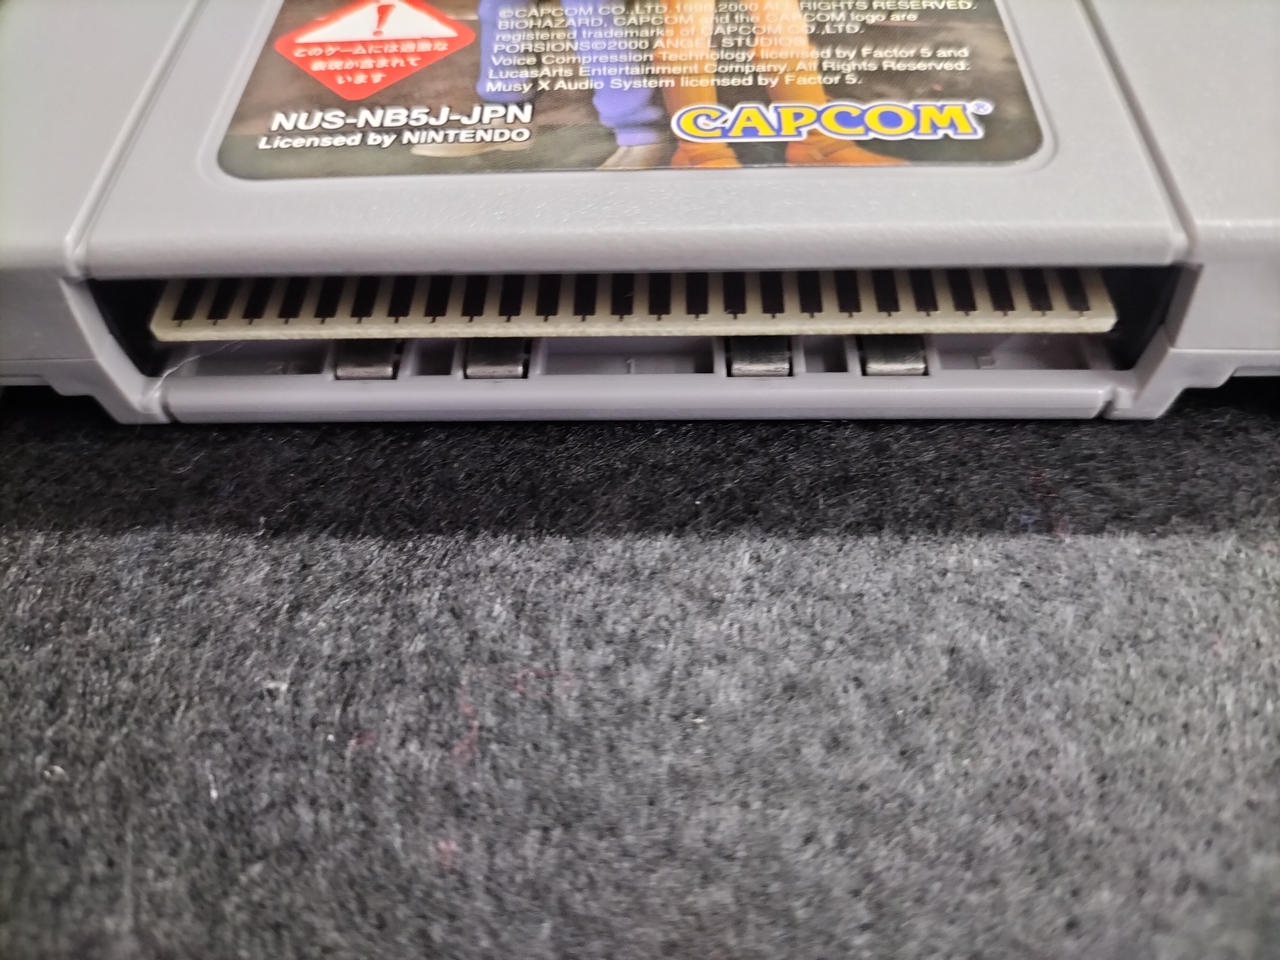 このゲームには過激な
表現が含まれて
います
©CAPCOM CO.,LTD.1998,2000 ALL RIGHTS RESERVED.
BIOHAZARD, CAPCOM and the CAPCOM logo are
registered trademarks of CAPCOM CO.,LTD.
PORSIONS©2000 ANGEL STUDIOS
Voice Compression Technology licensed by Factor 5 and
LucasArts Entertainment Company. All Rights Reserved.
Musy X Audio System licensed by Factor 5.
NUS-NB5J-JPN
Licensed by NINTENDO
CAPCOM®